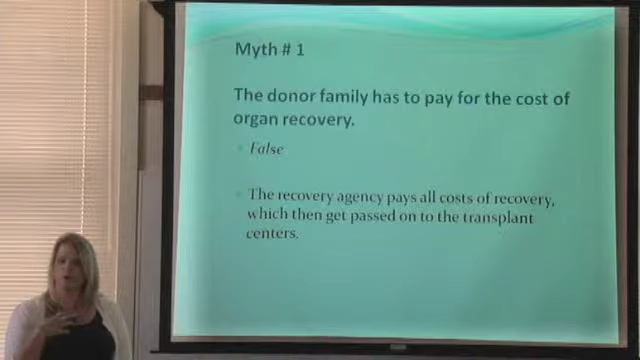 Myth # 1
The donor family has to pay for the cost of
organ recovery.
False
The recovery agency pays all costs of recovery,
which then get passed on to the transplant
centers.